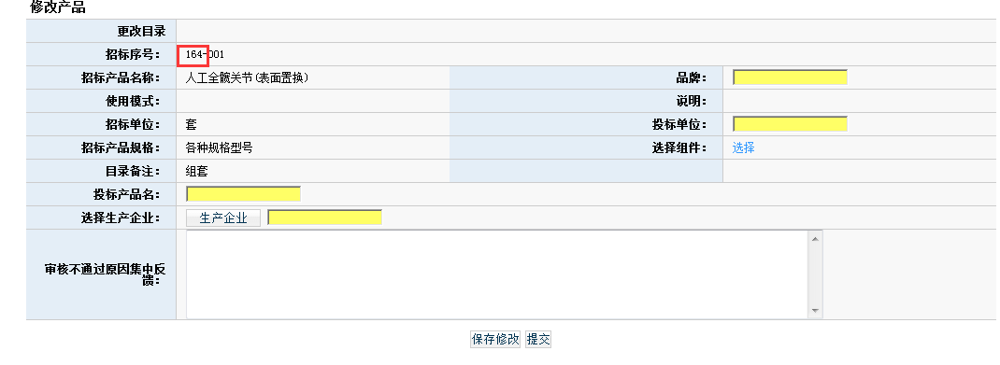 修改产品
更改目录
招标序号: 164-001
招标产品名称: 人工全髋关节(表面置换) 品牌:
使用模式: 说明:
招标单位: 套 投标单位:
招标产品规格: 各种规格型号 选择组件: 选择
目录备注: 组套
投标产品名:
选择生产企业: 生产企业
审核不通过原因集中反
馈:
保存修改 提交